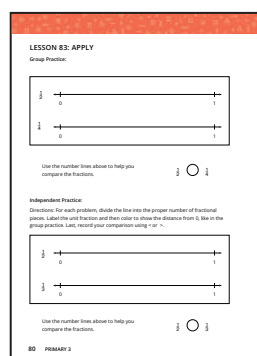 LESSON 83: APPLY
Group Practice:
0 1
0 1
Use the number lines above to help you
compare the fractions.
Independent Practice:
Directions: For each problem, divide the line into the proper number of fractional
pieces. Label the unit fraction and then color to show the distance from 0, like in the
group practice. Last, record your comparison using < or >.
0 1
0 1
Use the number lines above to help you
compare the fractions.
80 PRIMARY 3